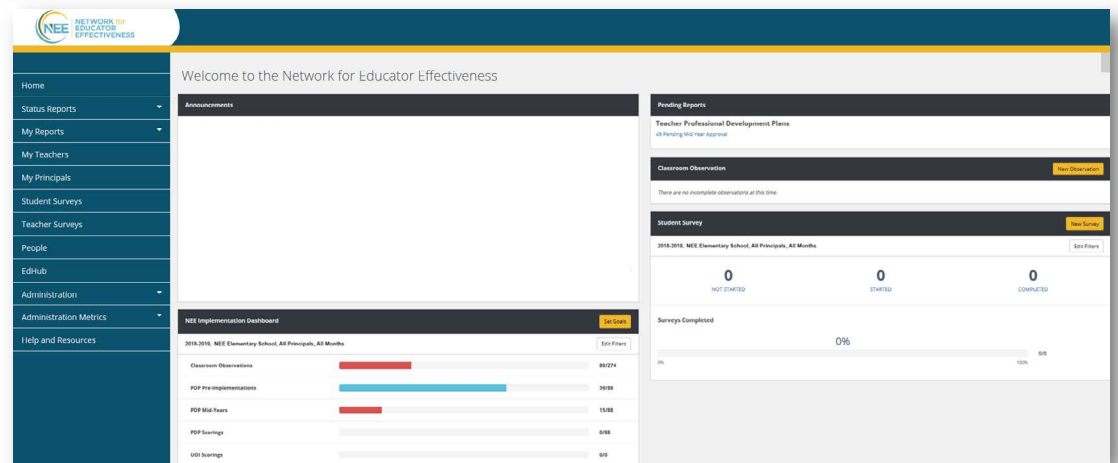 NEE NETWORK for
EDUCATOR
EFFECTIVENESS
Home
Status Reports
My Reports
My Teachers
My Principals
Student Surveys
Teacher Surveys
People
EdHub
Administration
Administration Metrics
Help and Resources
Welcome to the Network for Educator Effectiveness
Announcements
NEE Implementation Dashboard
Set Goals
2018-2019, NEE Elementary School, All Principals, All Months
Edit Filters
Classroom Observations
80/274
PDP Pre-Implementations
PDP Mid-Years
15/88
PDP Scorings
0/88
UOI Scorings
0/0
Pending Reports
Teacher Professional Development Plans
Pending Mid Year Approval
Classroom Observation
New Observation
There are no incomplete observations at this time.
Student Survey
New Survey
2018-2019, NEE Elementary School, All Principals, All Months
Edit Filters
0 0 0
NOT STARTED STARTED COMPLETED
Surveys Completed
0%
0/0
0% 100%